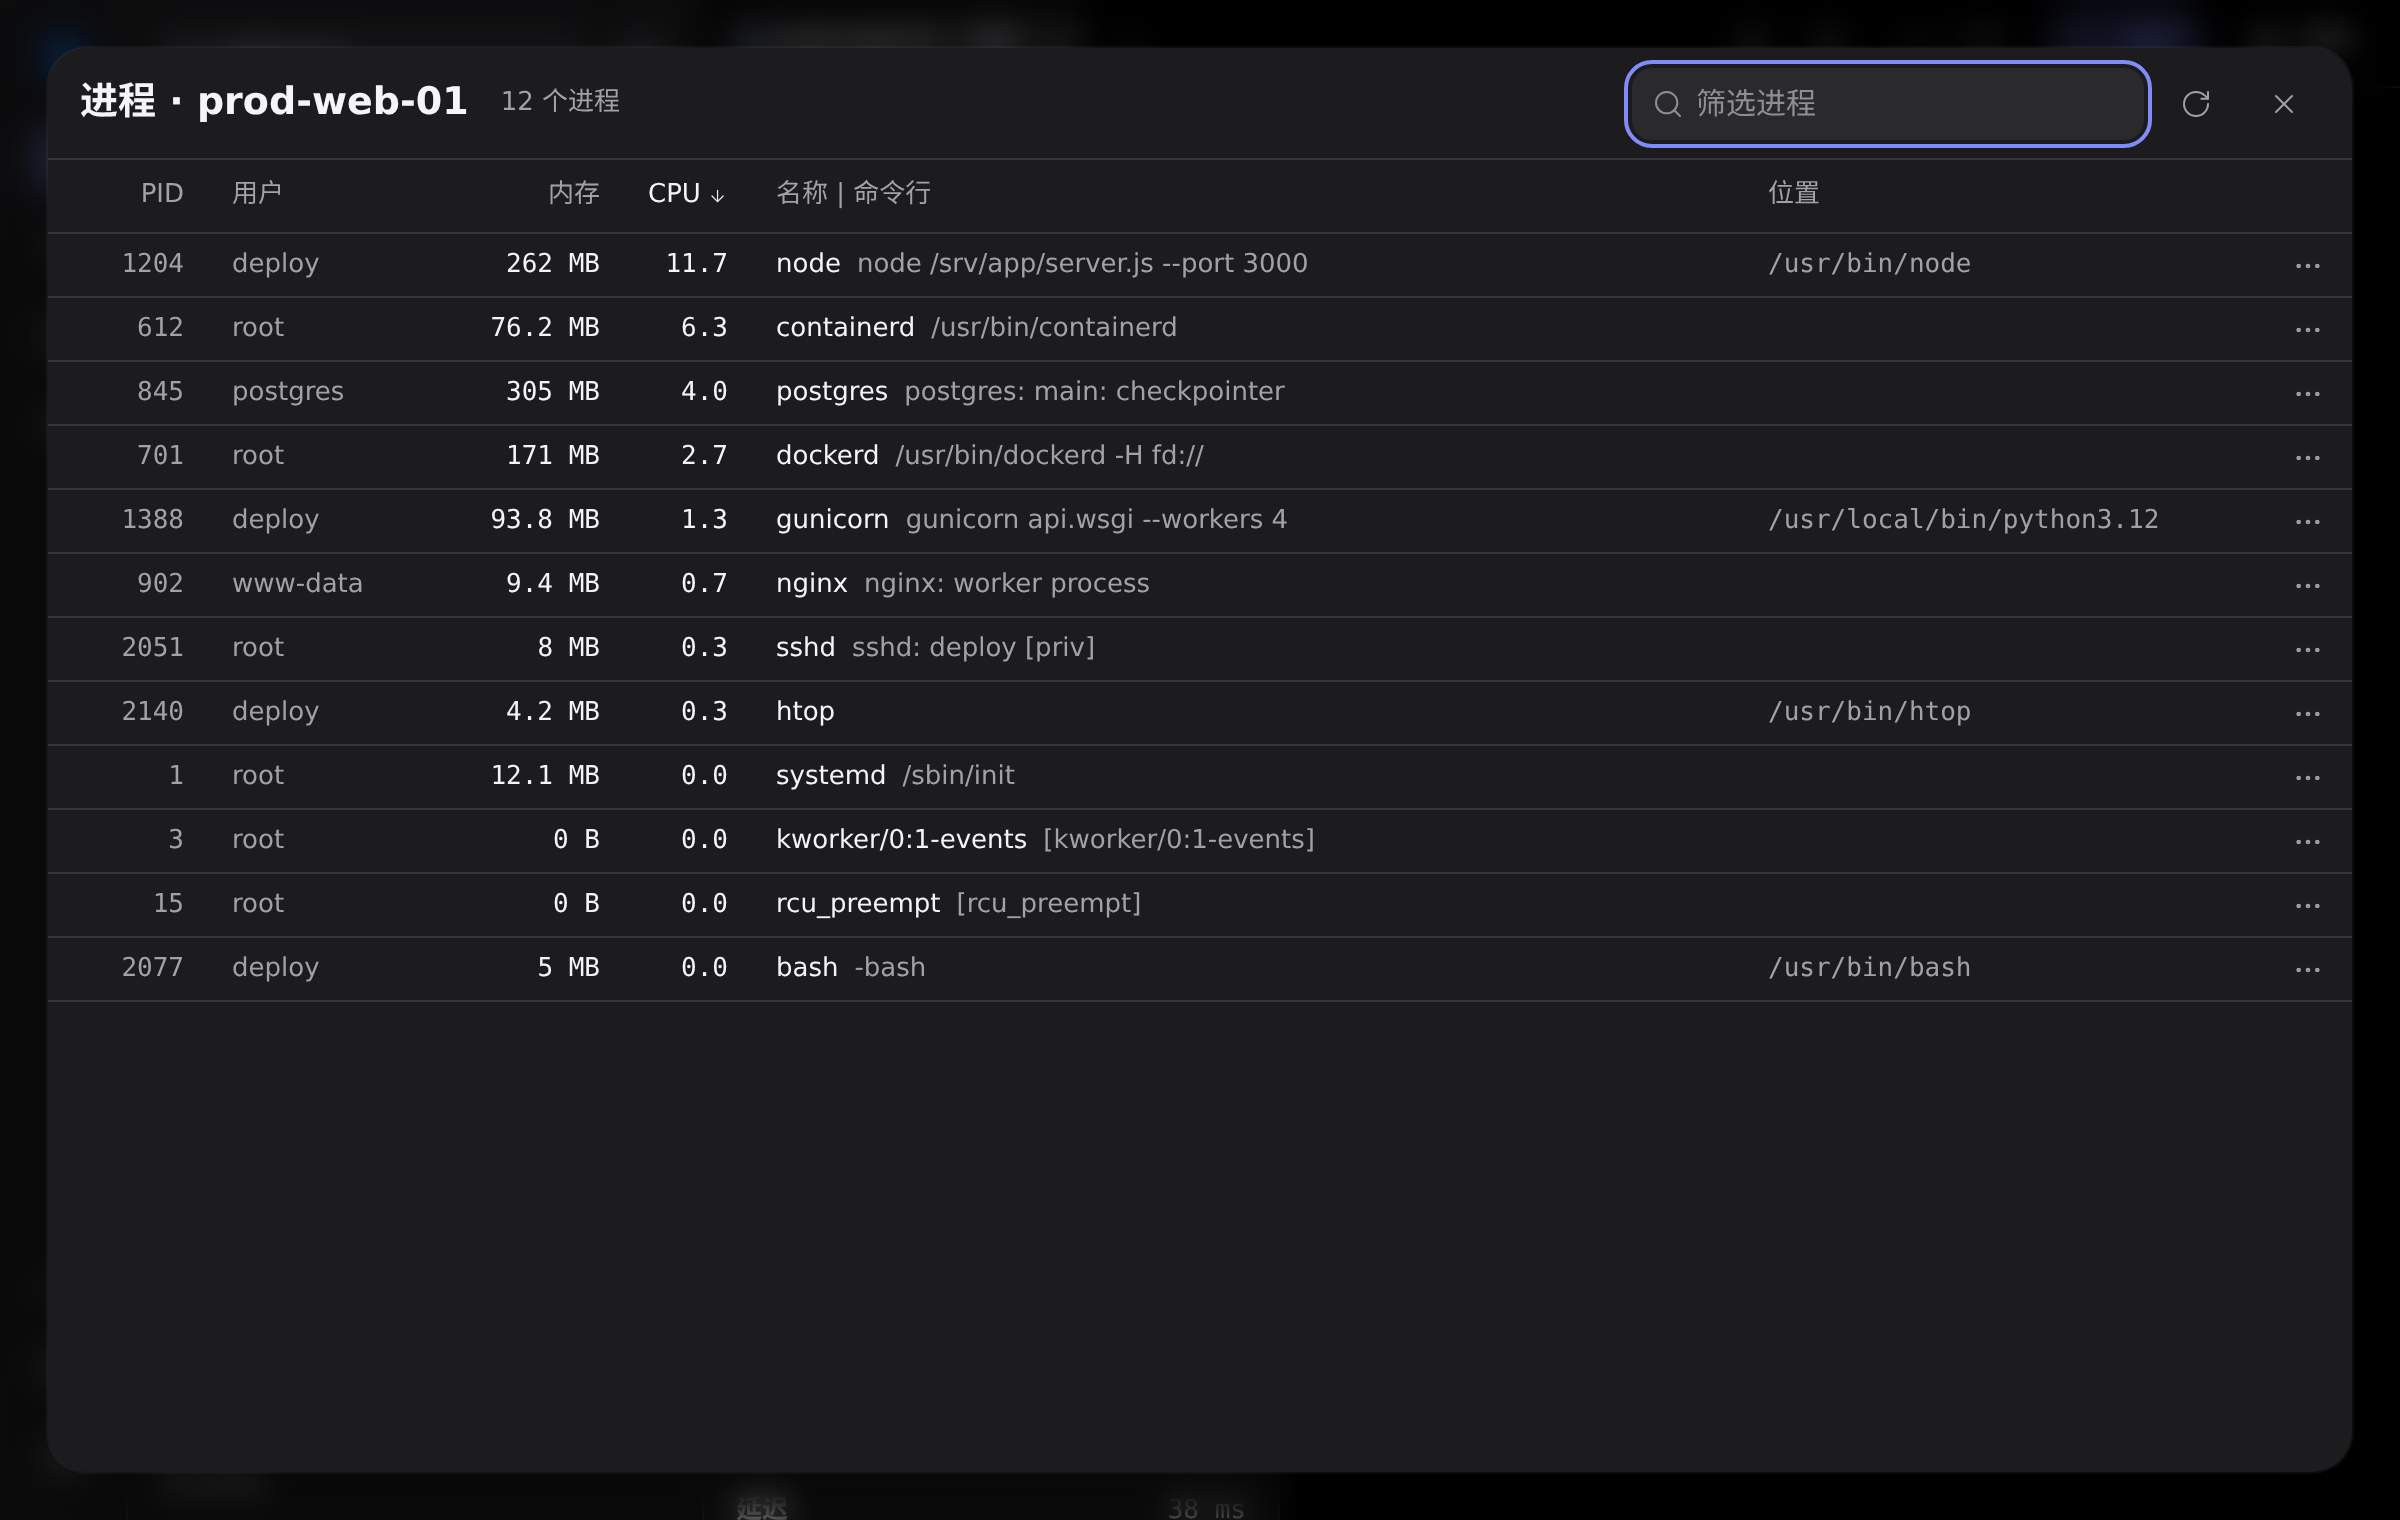 进程 · prod-web-01 12 个进程 筛选进程
PID 用户 内存 CPU ↓ 名称 | 命令行 位置
1204 deploy 262 MB 11.7 node node /srv/app/server.js --port 3000 /usr/bin/node ···
612 root 76.2 MB 6.3 containerd /usr/bin/containerd ···
845 postgres 305 MB 4.0 postgres postgres: main: checkpointer ···
701 root 171 MB 2.7 dockerd /usr/bin/dockerd -H fd:// ···
1388 deploy 93.8 MB 1.3 gunicorn gunicorn api.wsgi --workers 4 /usr/local/bin/python3.12 ···
902 www-data 9.4 MB 0.7 nginx nginx: worker process ···
2051 root 8 MB 0.3 sshd sshd: deploy [priv] ···
2140 deploy 4.2 MB 0.3 htop /usr/bin/htop ···
1 root 12.1 MB 0.0 systemd /sbin/init ···
3 root 0 B 0.0 kworker/0:1-events [kworker/0:1-events] ···
15 root 0 B 0.0 rcu_preempt [rcu_preempt] ···
2077 deploy 5 MB 0.0 bash -bash /usr/bin/bash ···
延迟 38 ms